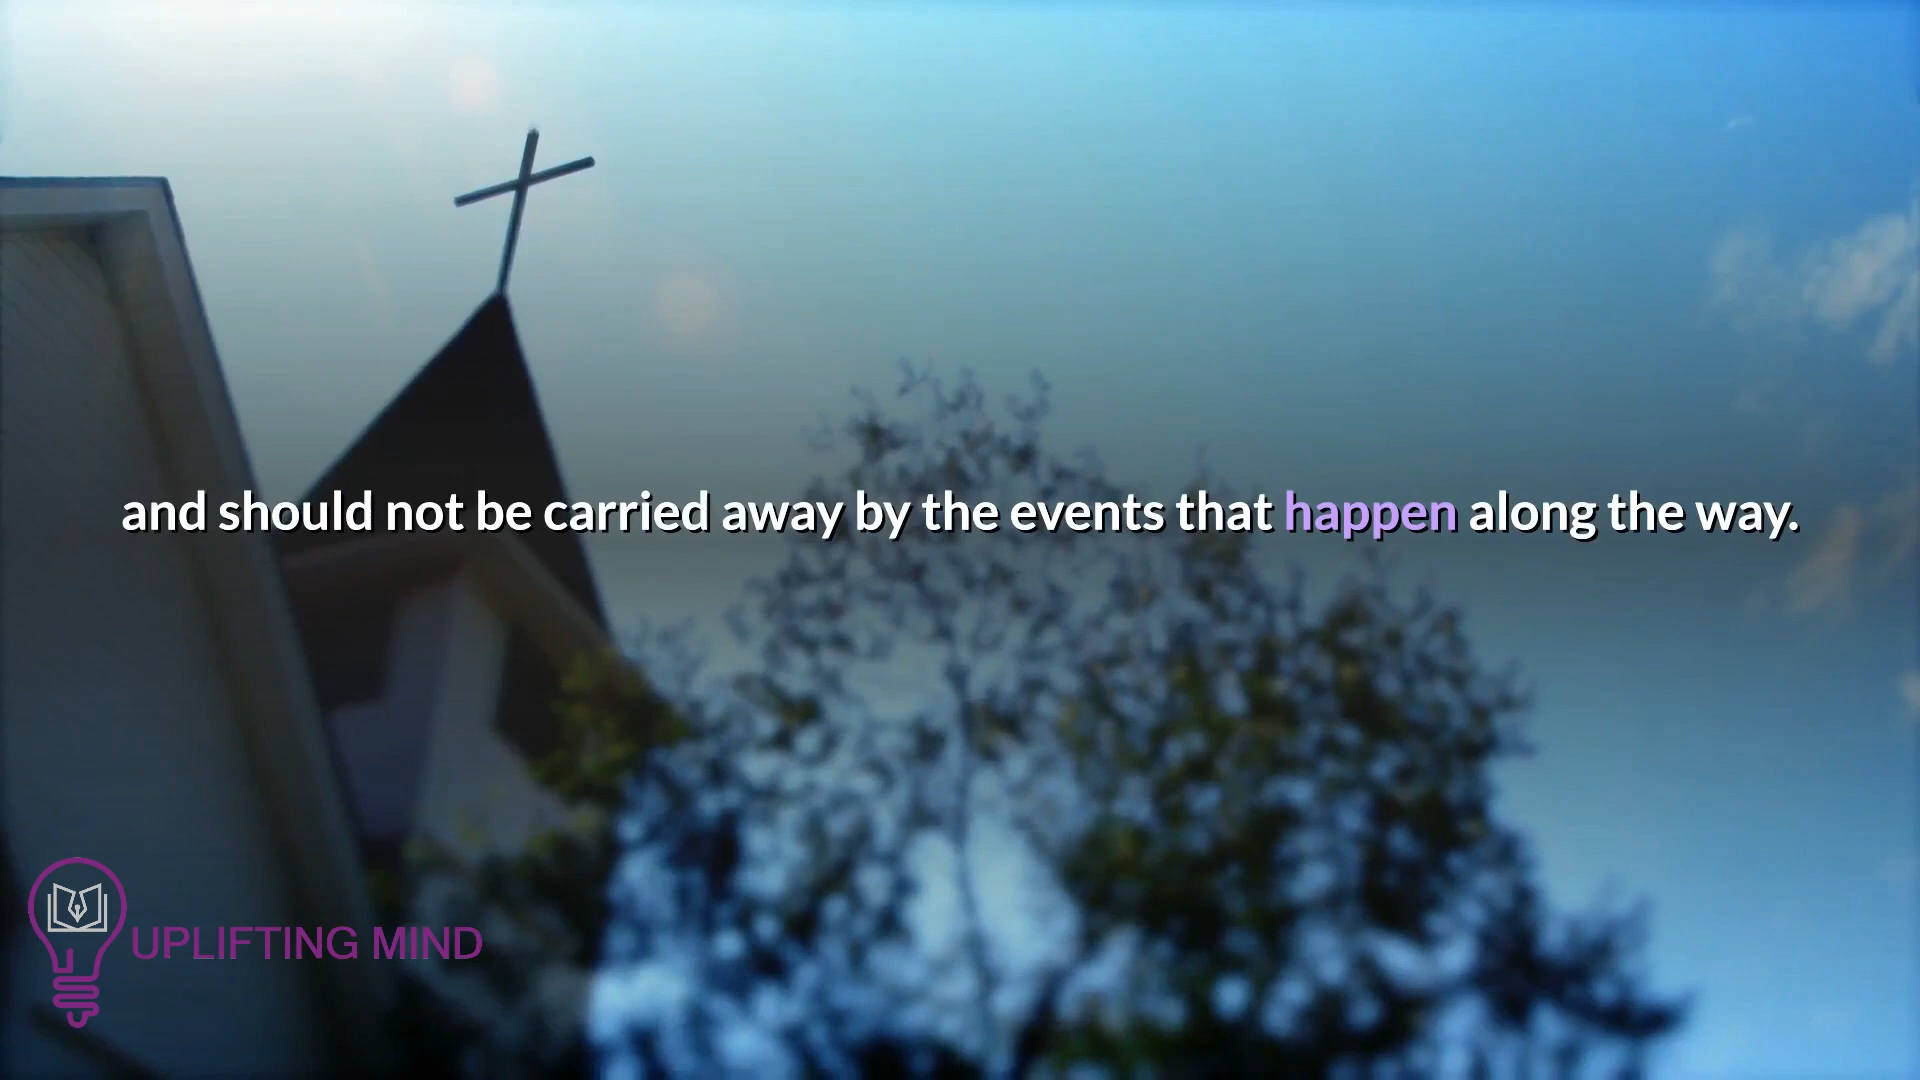 and should not be carried away by the events that happen along the way.
UPLIFTING MIND